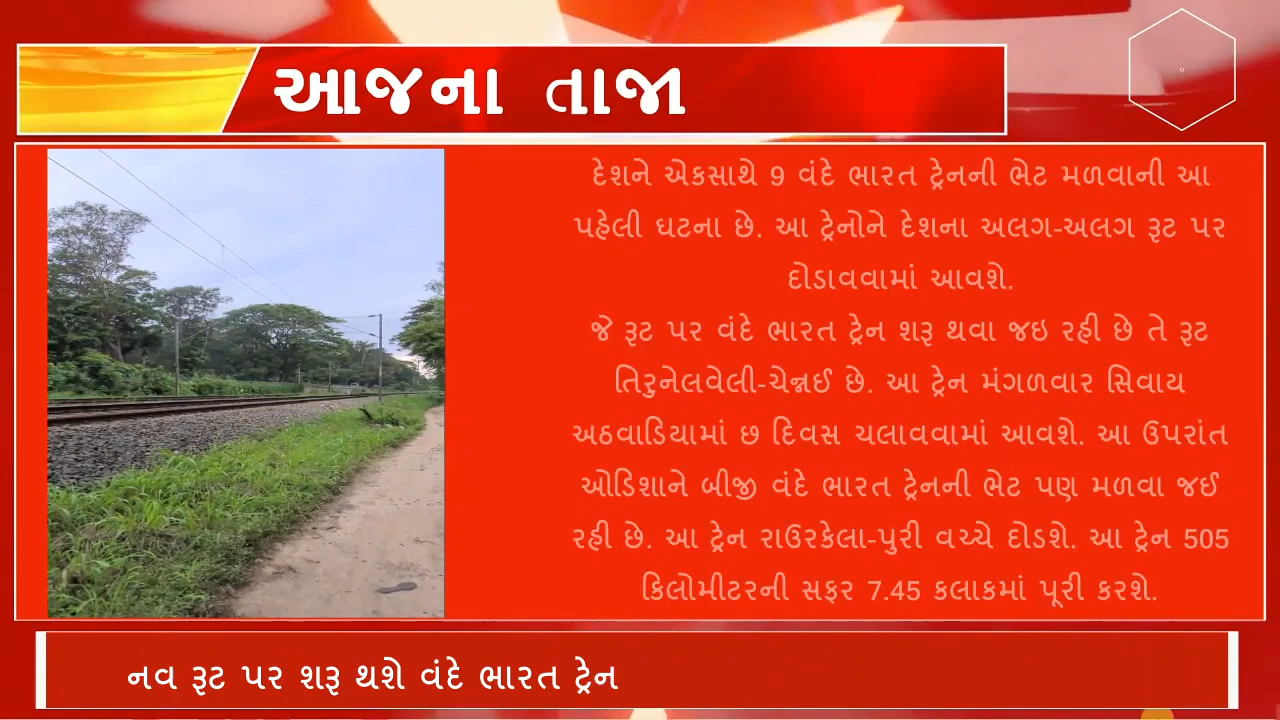 આજના તાજા
દેશને એકસાથે 9 વંદે ભારત ટ્રેનની ભેટ મળવાની આ
પહેલી ઘટના છે. આ ટ્રેનોને દેશના અલગ-અલગ રૂટ પર
દોડાવવામાં આવશે.
જે રૂટ પર વંદે ભારત ટ્રેન શરૂ થવા જઇ રહી છે તે રૂટ
તિરુનેલવેલી-ચેન્નઈ છે. આ ટ્રેન મંગળવાર સિવાય
અઠવાડિયામાં છ દિવસ ચલાવવામાં આવશે. આ ઉપરાંત
ઓડિશાને બીજી વંદે ભારત ટ્રેનની ભેટ પણ મળવા જઈ
રહી છે. આ ટ્રેન રાઉરકેલા-પુરી વચ્ચે દોડશે. આ ટ્રેન 505
કિલોમીટરની સફર 7.45 કલાકમાં પૂરી કરશે.
નવ રૂટ પર શરૂ થશે વંદે ભારત ટ્રેન